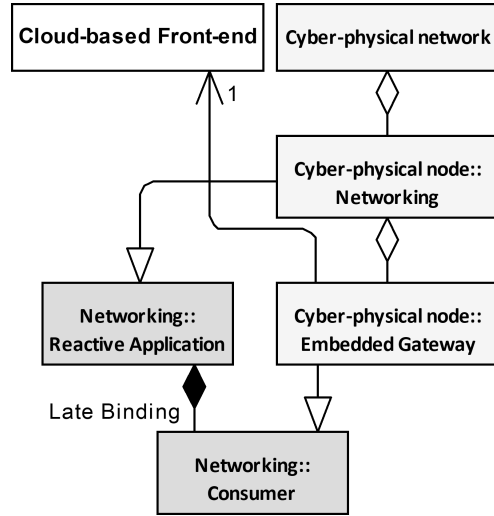 Cloud-based Front-end
Cyber-physical network
1
Cyber-physical node::
Networking
Networking::
Reactive Application
Cyber-physical node::
Embedded Gateway
Late Binding
Networking::
Consumer